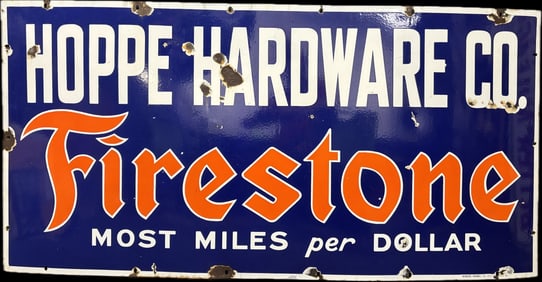 HOPPE HARDWARE CO.
Firestone
MOST MILES per DOLLAR